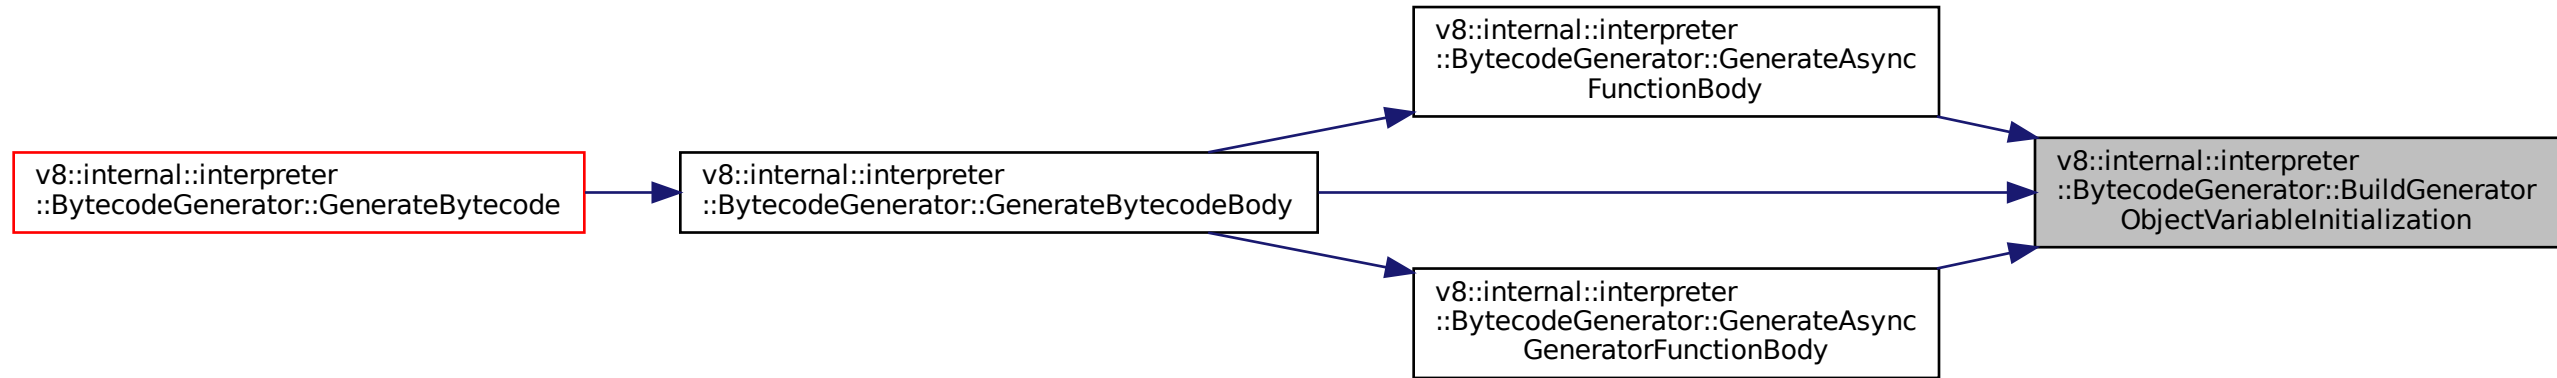 v8::internal::interpreter
::BytecodeGenerator::GenerateBytecode
v8::internal::interpreter
::BytecodeGenerator::GenerateBytecodeBody
v8::internal::interpreter
::BytecodeGenerator::GenerateAsync
FunctionBody
v8::internal::interpreter
::BytecodeGenerator::GenerateAsync
GeneratorFunctionBody
v8::internal::interpreter
::BytecodeGenerator::BuildGenerator
ObjectVariableInitialization